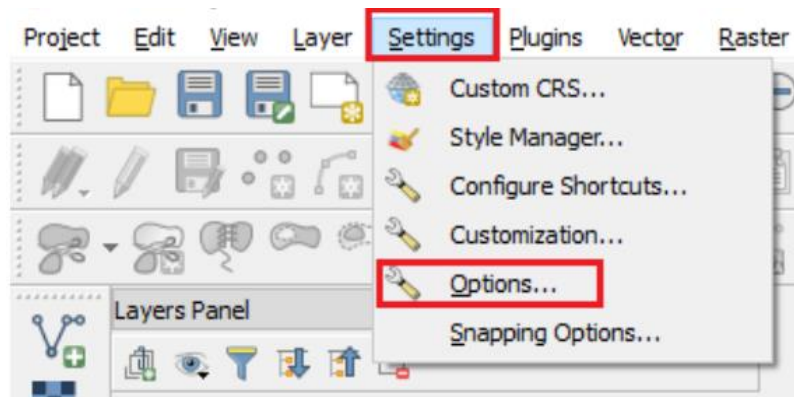 Project Edit View Layer Settings Plugins Vector Raster
Custom CRS...
Style Manager...
Configure Shortcuts...
Customization...
Options...
Layers Panel
Snapping Options...